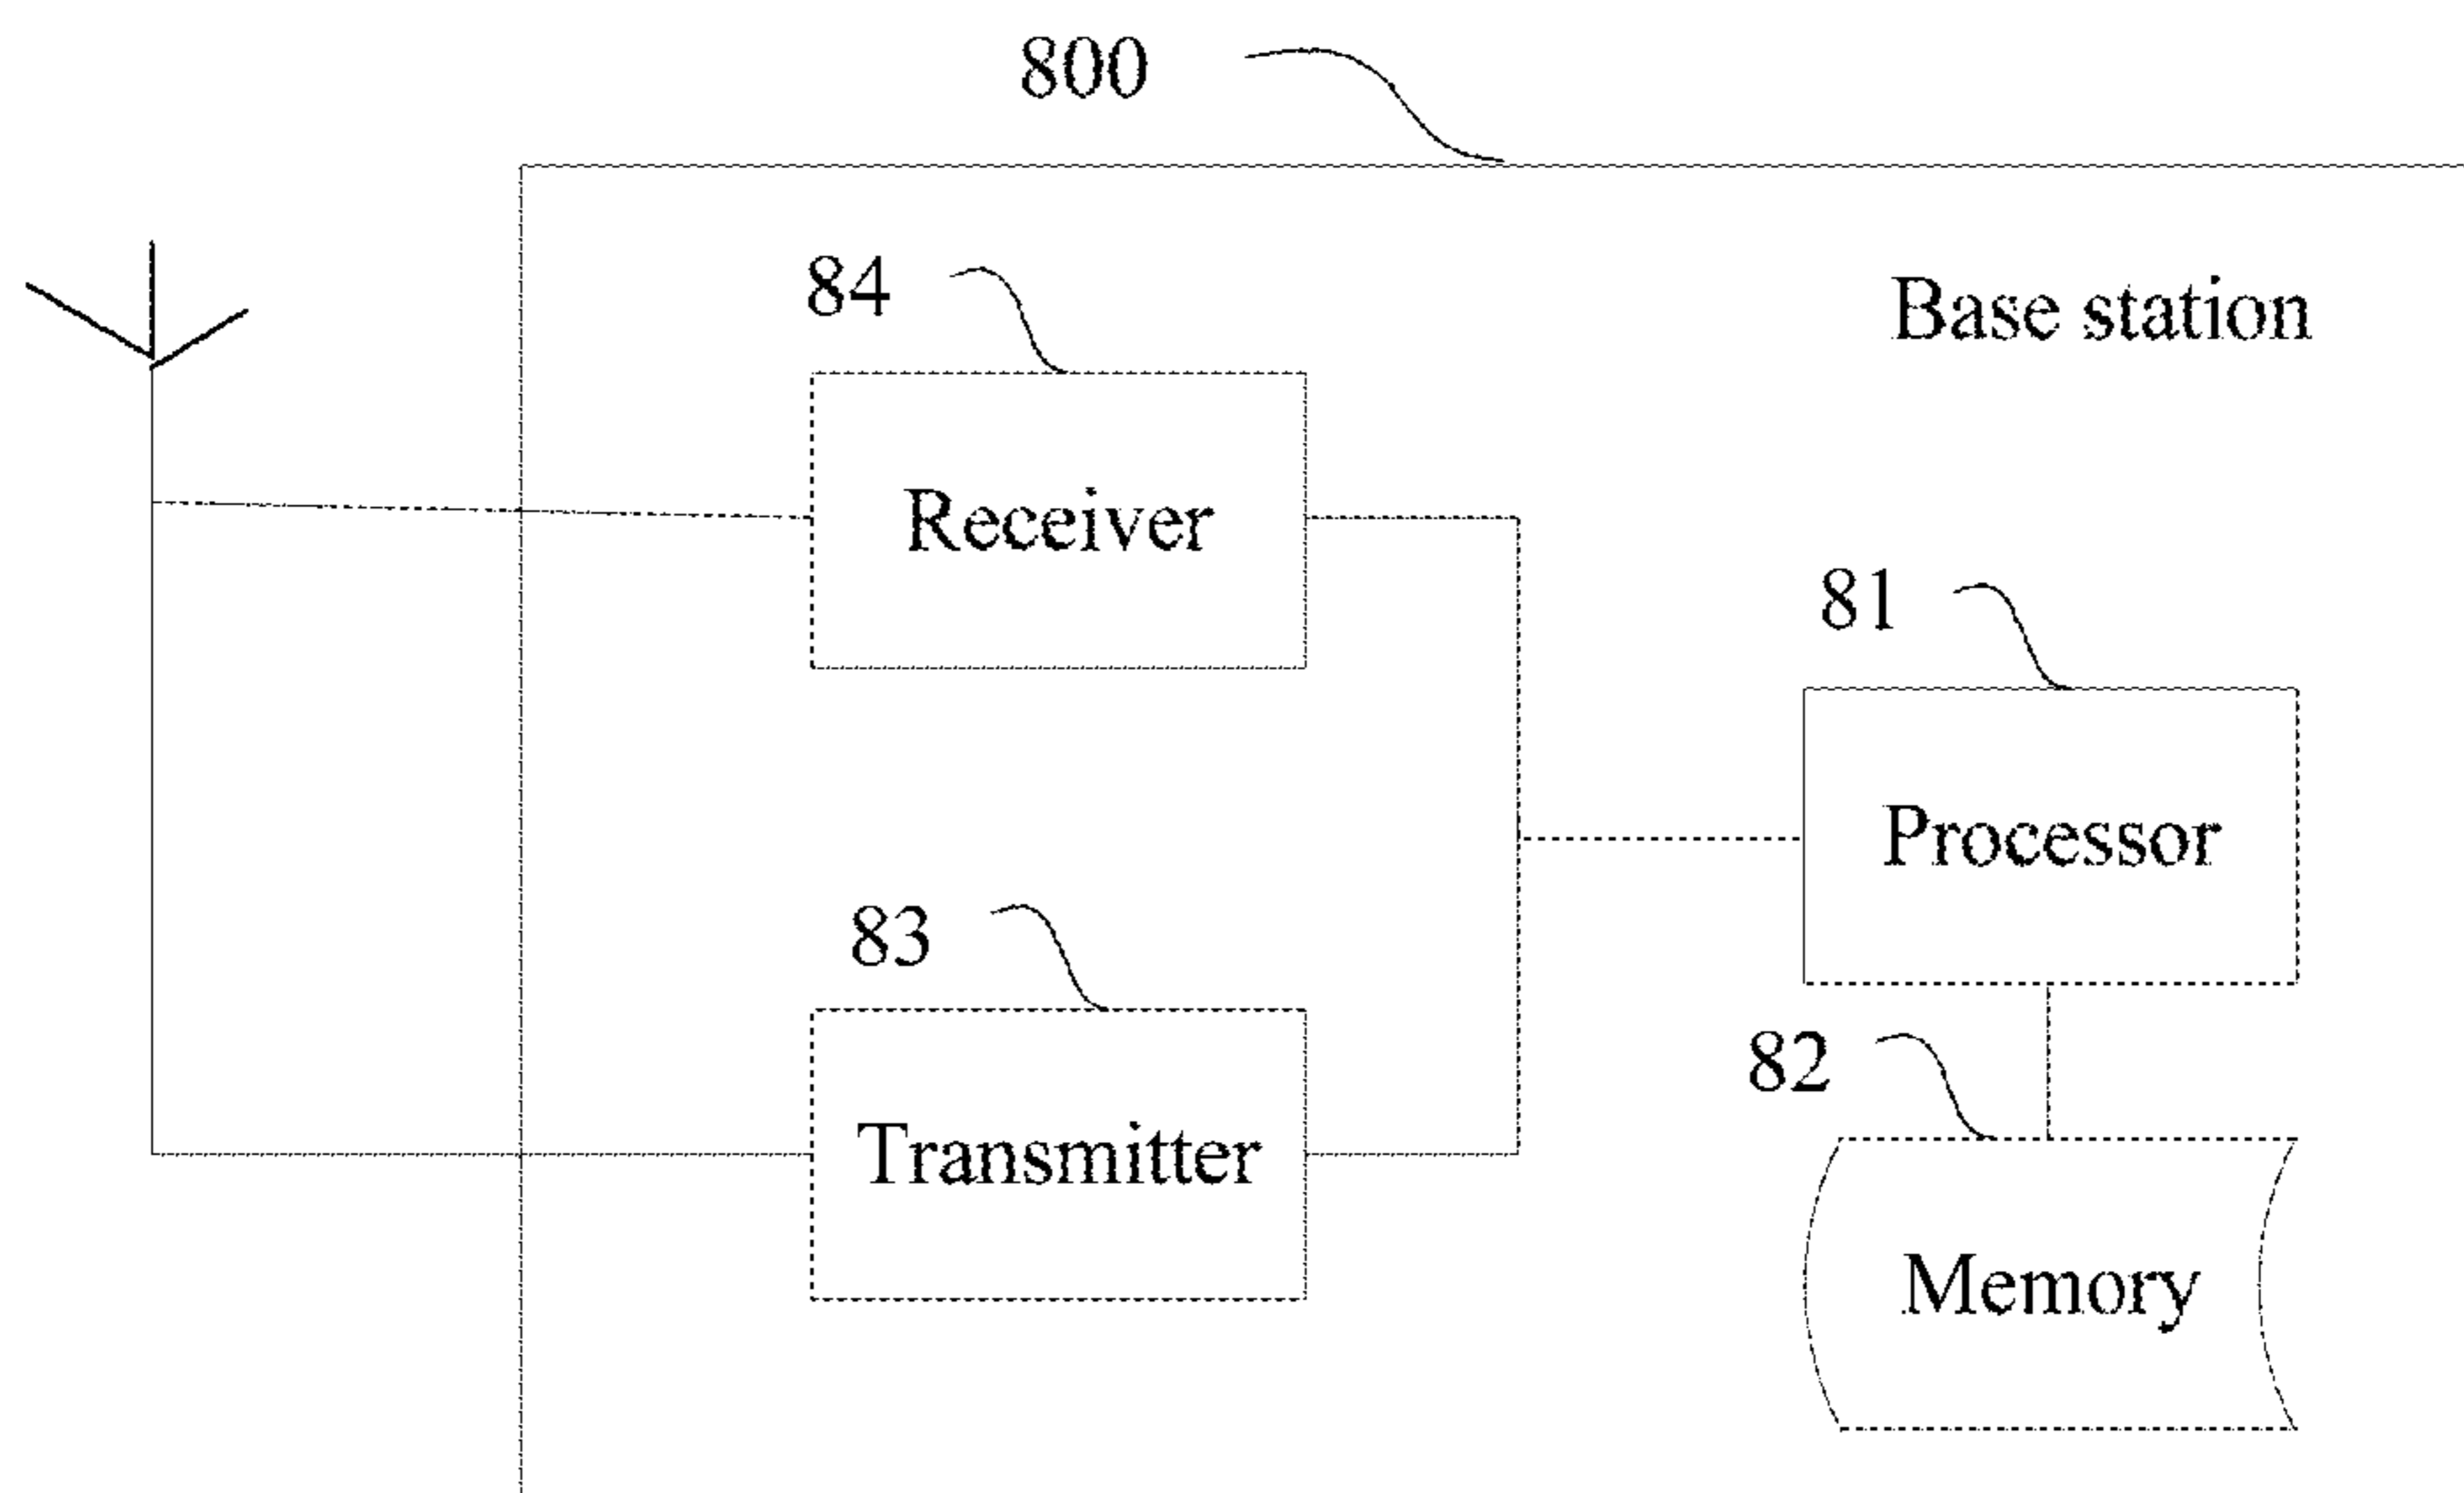 800
84
Base station
Receiver
81
Processor
83
82
Transmitter
Memory